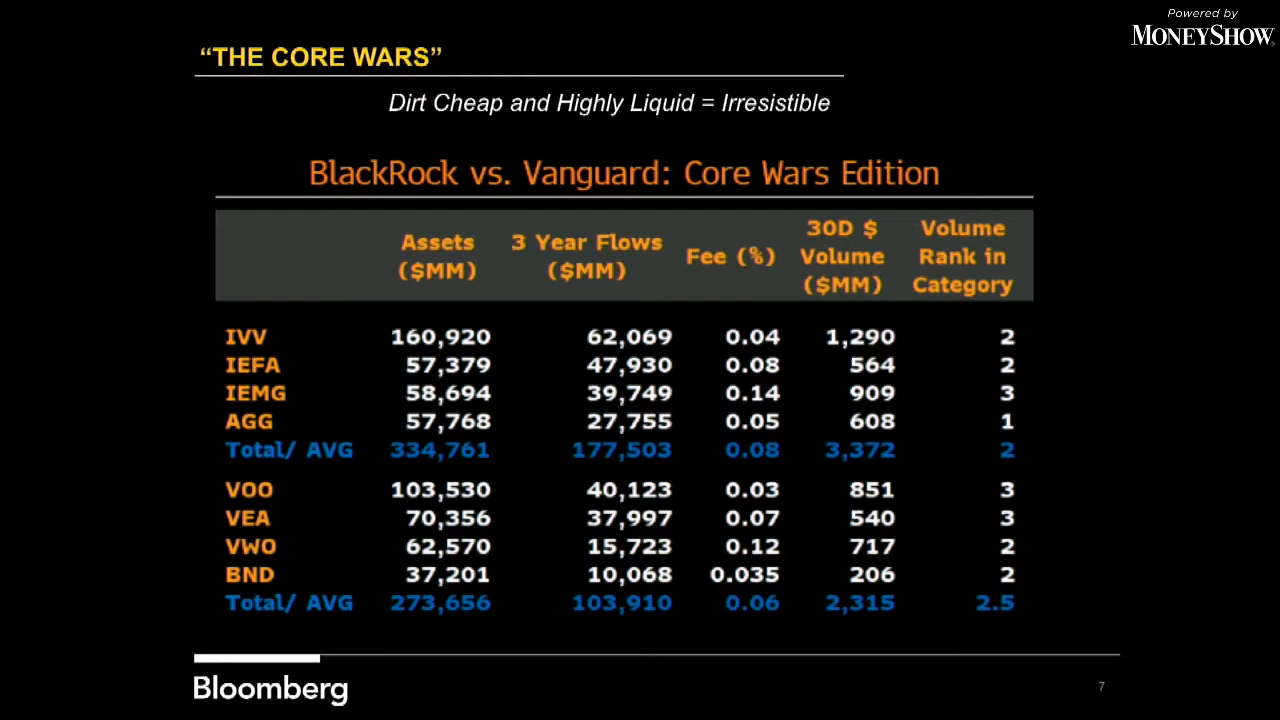 Powered by
MONEYSHOW
“THE CORE WARS”
Dirt Cheap and Highly Liquid = Irresistible
BlackRock vs. Vanguard: Core Wars Edition
Assets ($MM) 3 Year Flows ($MM) Fee (%) 30D $ Volume ($MM) Volume Rank in Category
IVV 160,920 62,069 0.04 1,290 2
IEFA 57,379 47,930 0.08 564 2
IEMG 58,694 39,749 0.14 909 3
AGG 57,768 27,755 0.05 608 1
Total/ AVG 334,761 177,503 0.08 3,372 2
VOO 103,530 40,123 0.03 851 3
VEA 70,356 37,997 0.07 540 3
VWO 62,570 15,723 0.12 717 2
BND 37,201 10,068 0.035 206 2
Total/ AVG 273,656 103,910 0.06 2,315 2.5
Bloomberg
7